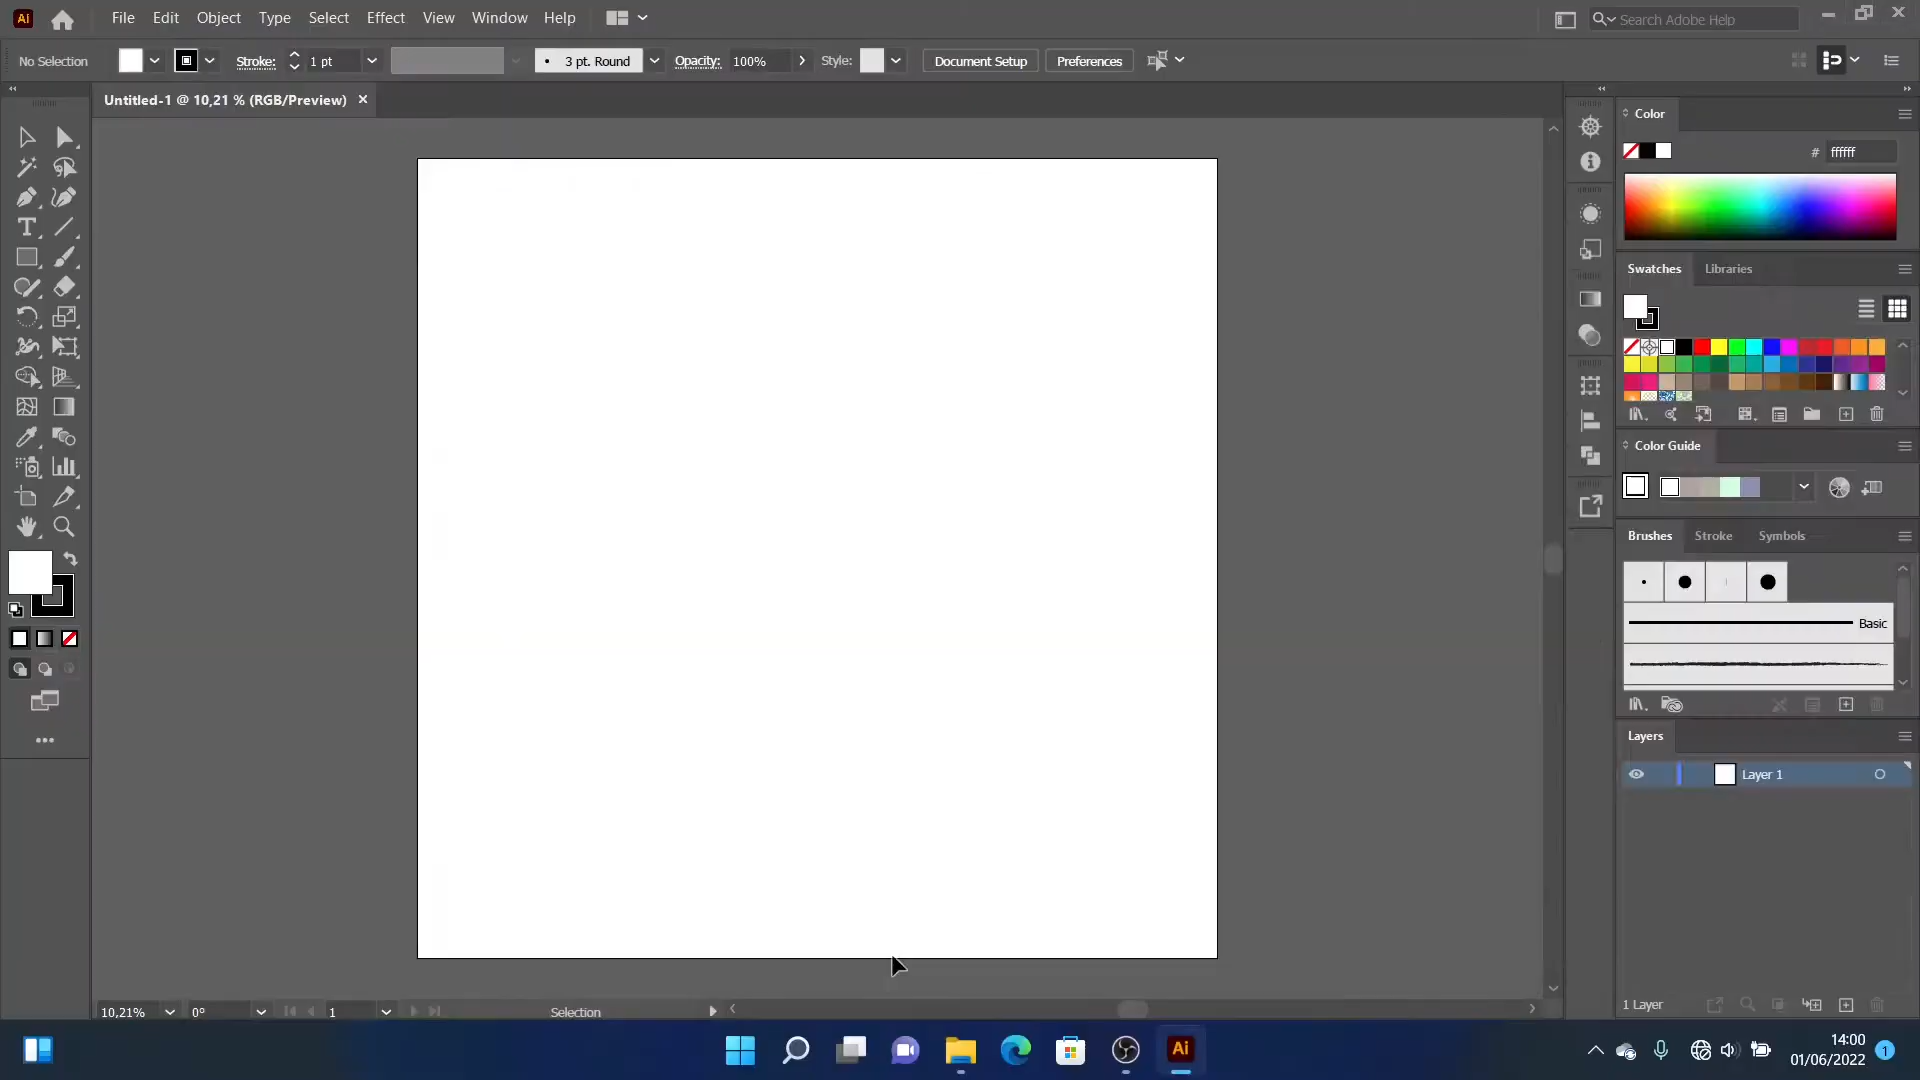 Ai File Edit Object Type Select Effect View Window Help Search Adobe Help
No Selection Stroke: 1 pt 3 pt. Round Opacity: 100% Style: Document Setup Preferences
Untitled-1 @ 10,21 % (RGB/Preview)
Color
# ffffff
Swatches Libraries
Color Guide
Brushes Stroke Symbols
Basic
Layers
Layer 1
1 Layer
10,21% 0° 1 Selection
Ai
14:00
01/06/2022 1